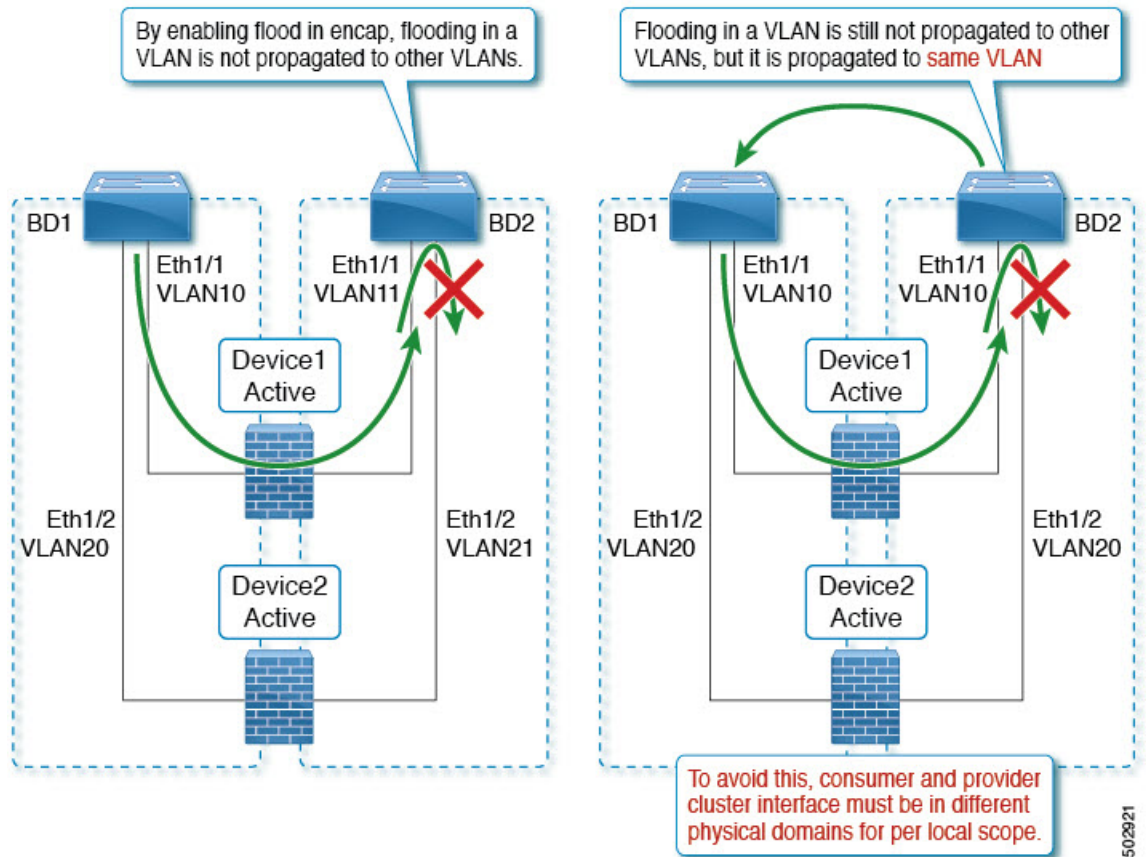 By enabling flood in encap, flooding in a
VLAN is not propagated to other VLANs.
BD1
BD2
Eth1/1
VLAN10
Eth1/1
VLAN11
Device1
Active
Eth1/2
VLAN20
Eth1/2
VLAN21
Device2
Active
Flooding in a VLAN is still not propagated to other
VLANs, but it is propagated to same VLAN
BD1
BD2
Eth1/1
VLAN10
Eth1/1
VLAN10
Device1
Active
Eth1/2
VLAN20
Eth1/2
VLAN20
Device2
Active
To avoid this, consumer and provider
cluster interface must be in different
physical domains for per local scope.
502921